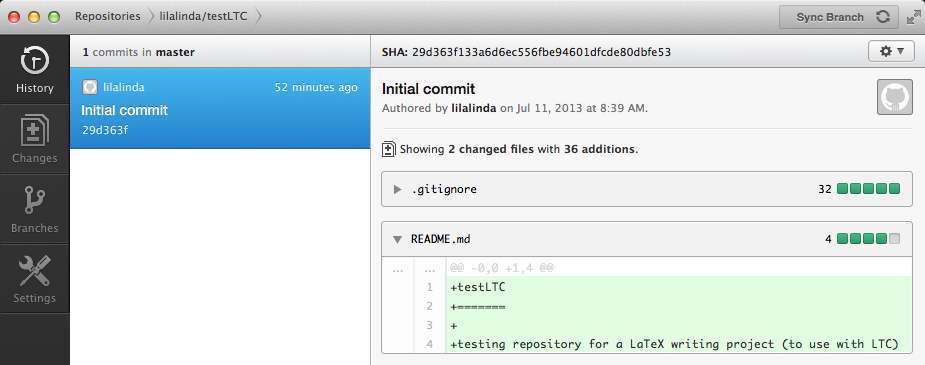 Repositories lilalinda/testLTC Sync Branch
History
Changes
Branches
Settings
1 commits in master
lilalinda 52 minutes ago
Initial commit
29d363f
SHA: 29d363f133a6d6ec556fbe94601dfcde80dbfe53
Initial commit
Authored by lilalinda on Jul 11, 2013 at 8:39 AM.
Showing 2 changed files with 36 additions.
.gitignore 32
README.md 4
... ... @@ -0,0 +1,4 @@
1 +testLTC
2 +=======
3 +
4 +testing repository for a LaTeX writing project (to use with LTC)